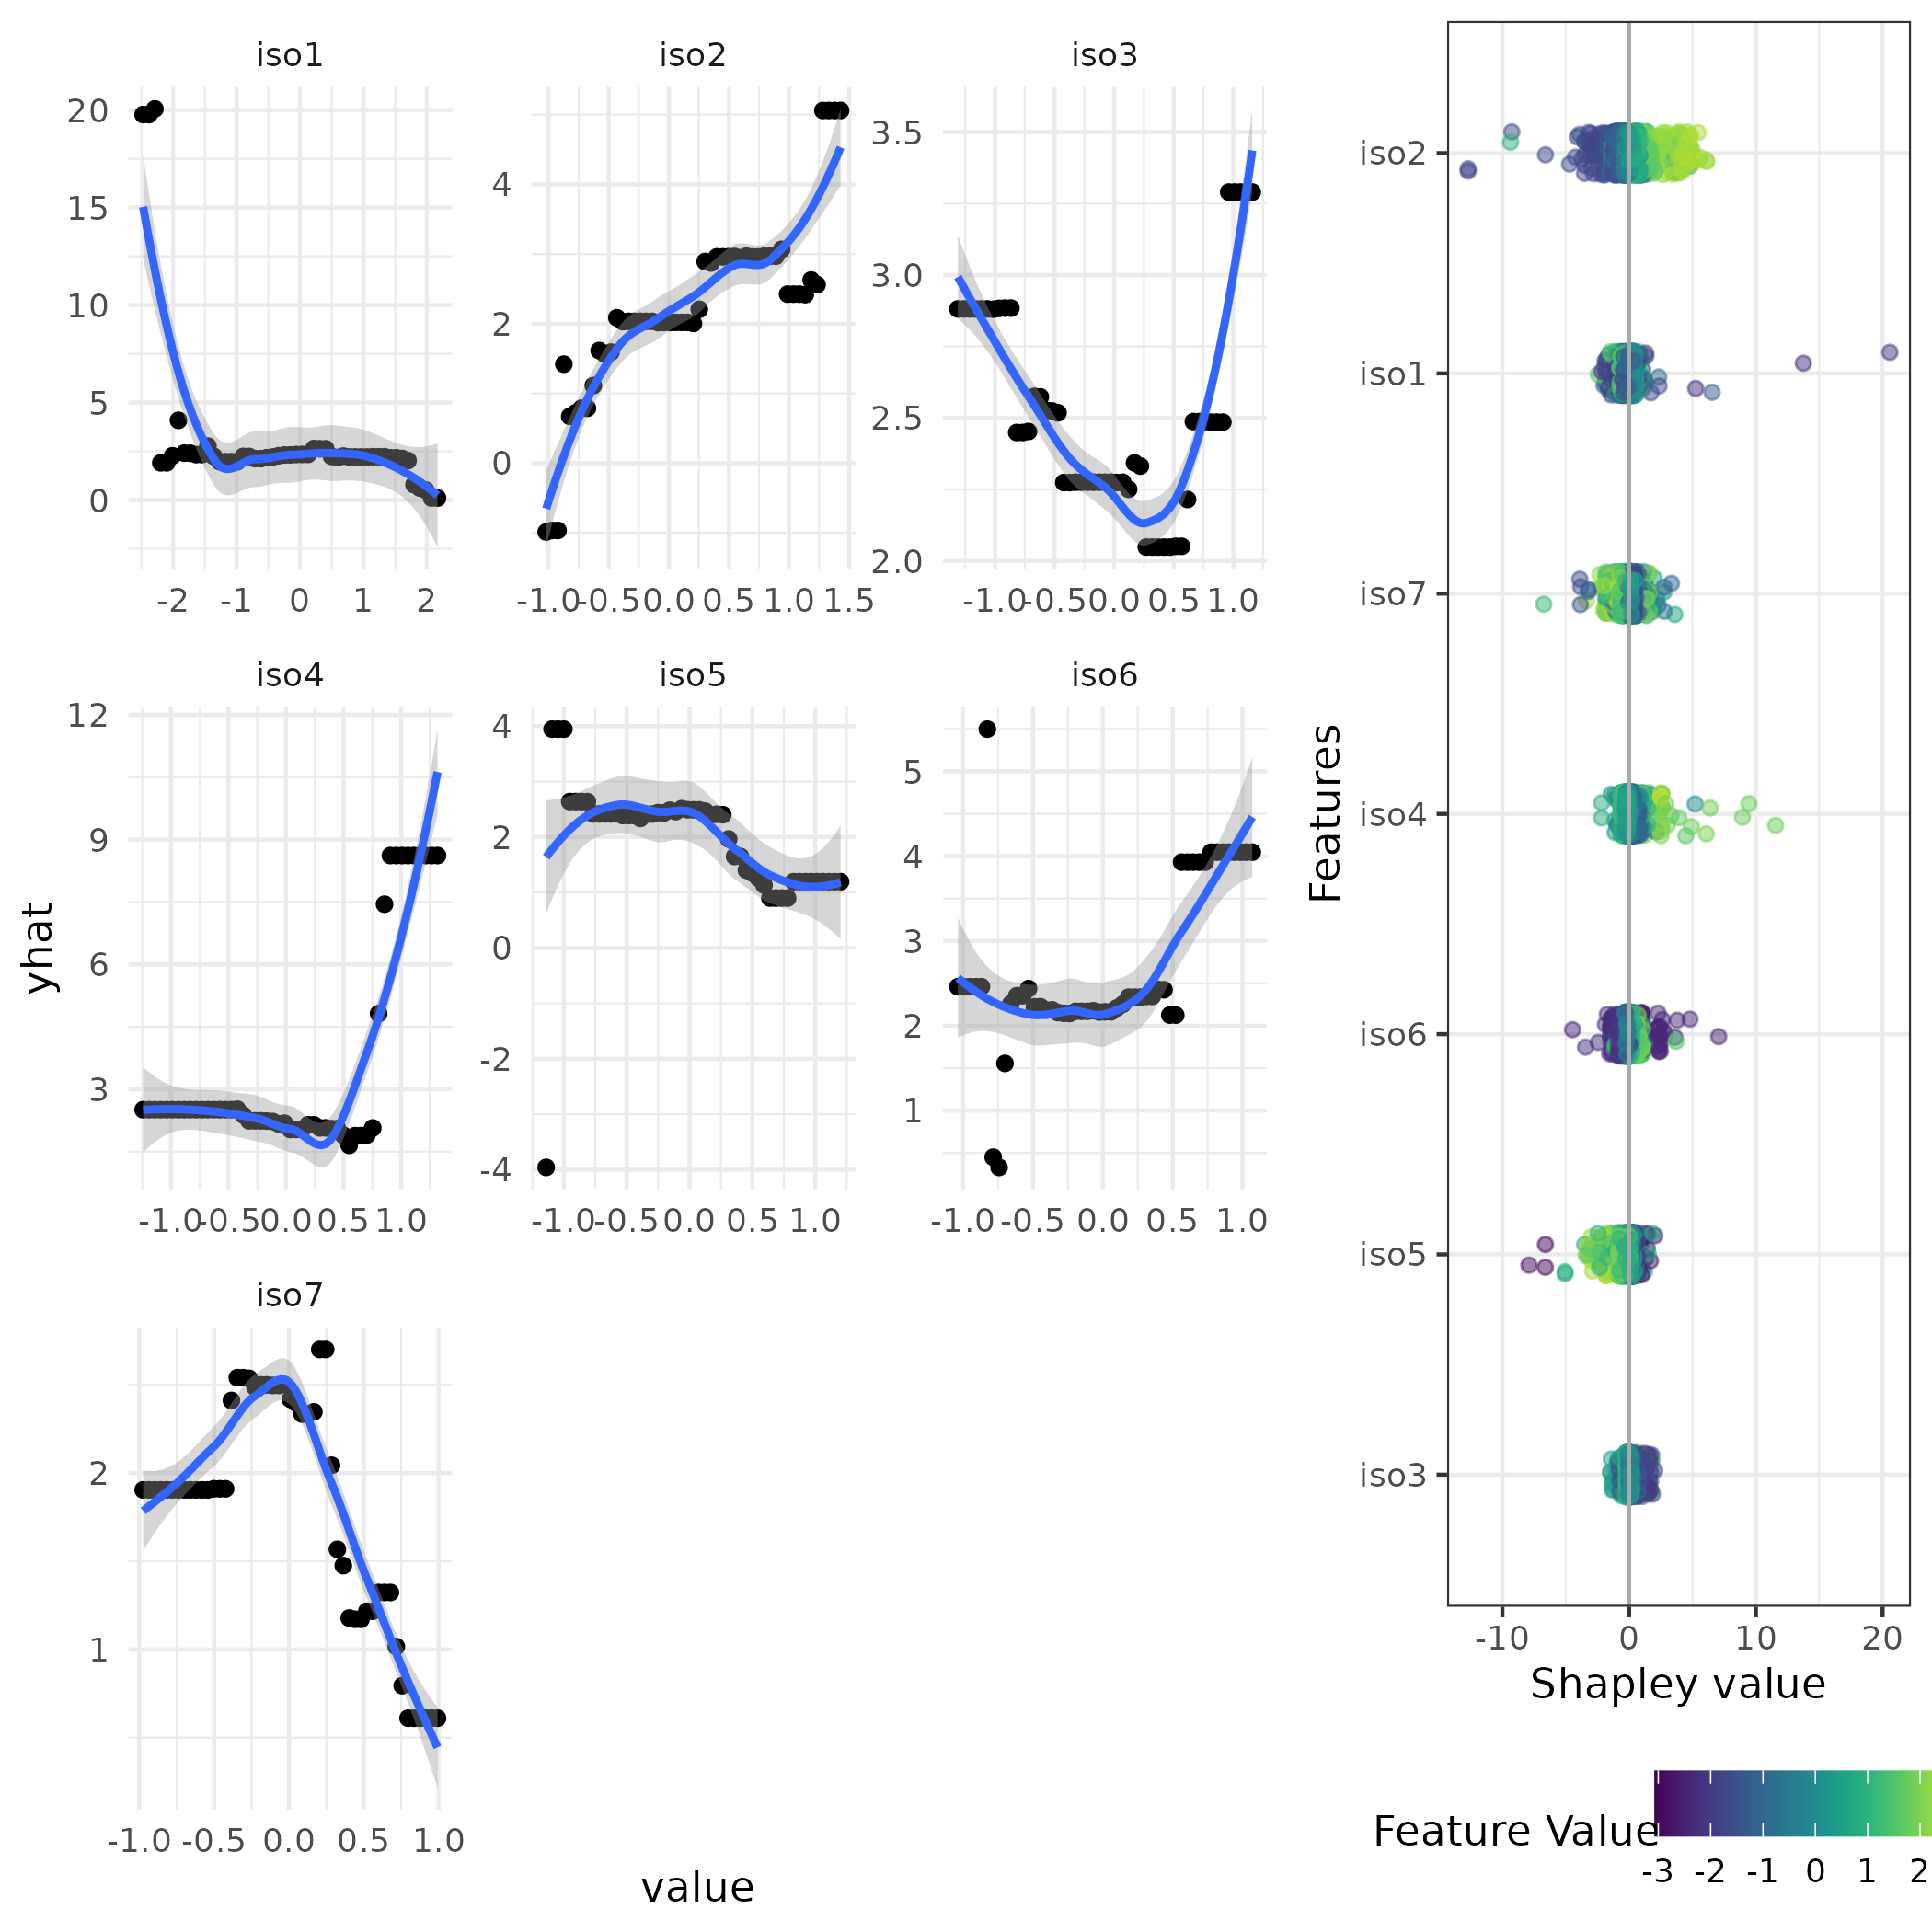 iso1
iso2
iso3
20
15
10
5
0
4
2
0
3.5
3.0
2.5
2.0
-2 -1 0 1 2
-1.0 -0.5 0.0 0.5 1.0 1.5
-1.0 -0.5 0.0 0.5 1.0
iso4
iso5
iso6
12
9
6
3
4
2
0
-2
-4
5
4
3
2
1
-1.0 -0.5 0.0 0.5 1.0
-1.0 -0.5 0.0 0.5 1.0
-1.0 -0.5 0.0 0.5 1.0
iso7
2
1
-1.0 -0.5 0.0 0.5 1.0
yhat
value
iso2
iso1
iso7
iso4
iso6
iso5
iso3
Features
-10 0 10 20
Shapley value
Feature Value
-3 -2 -1 0 1 2